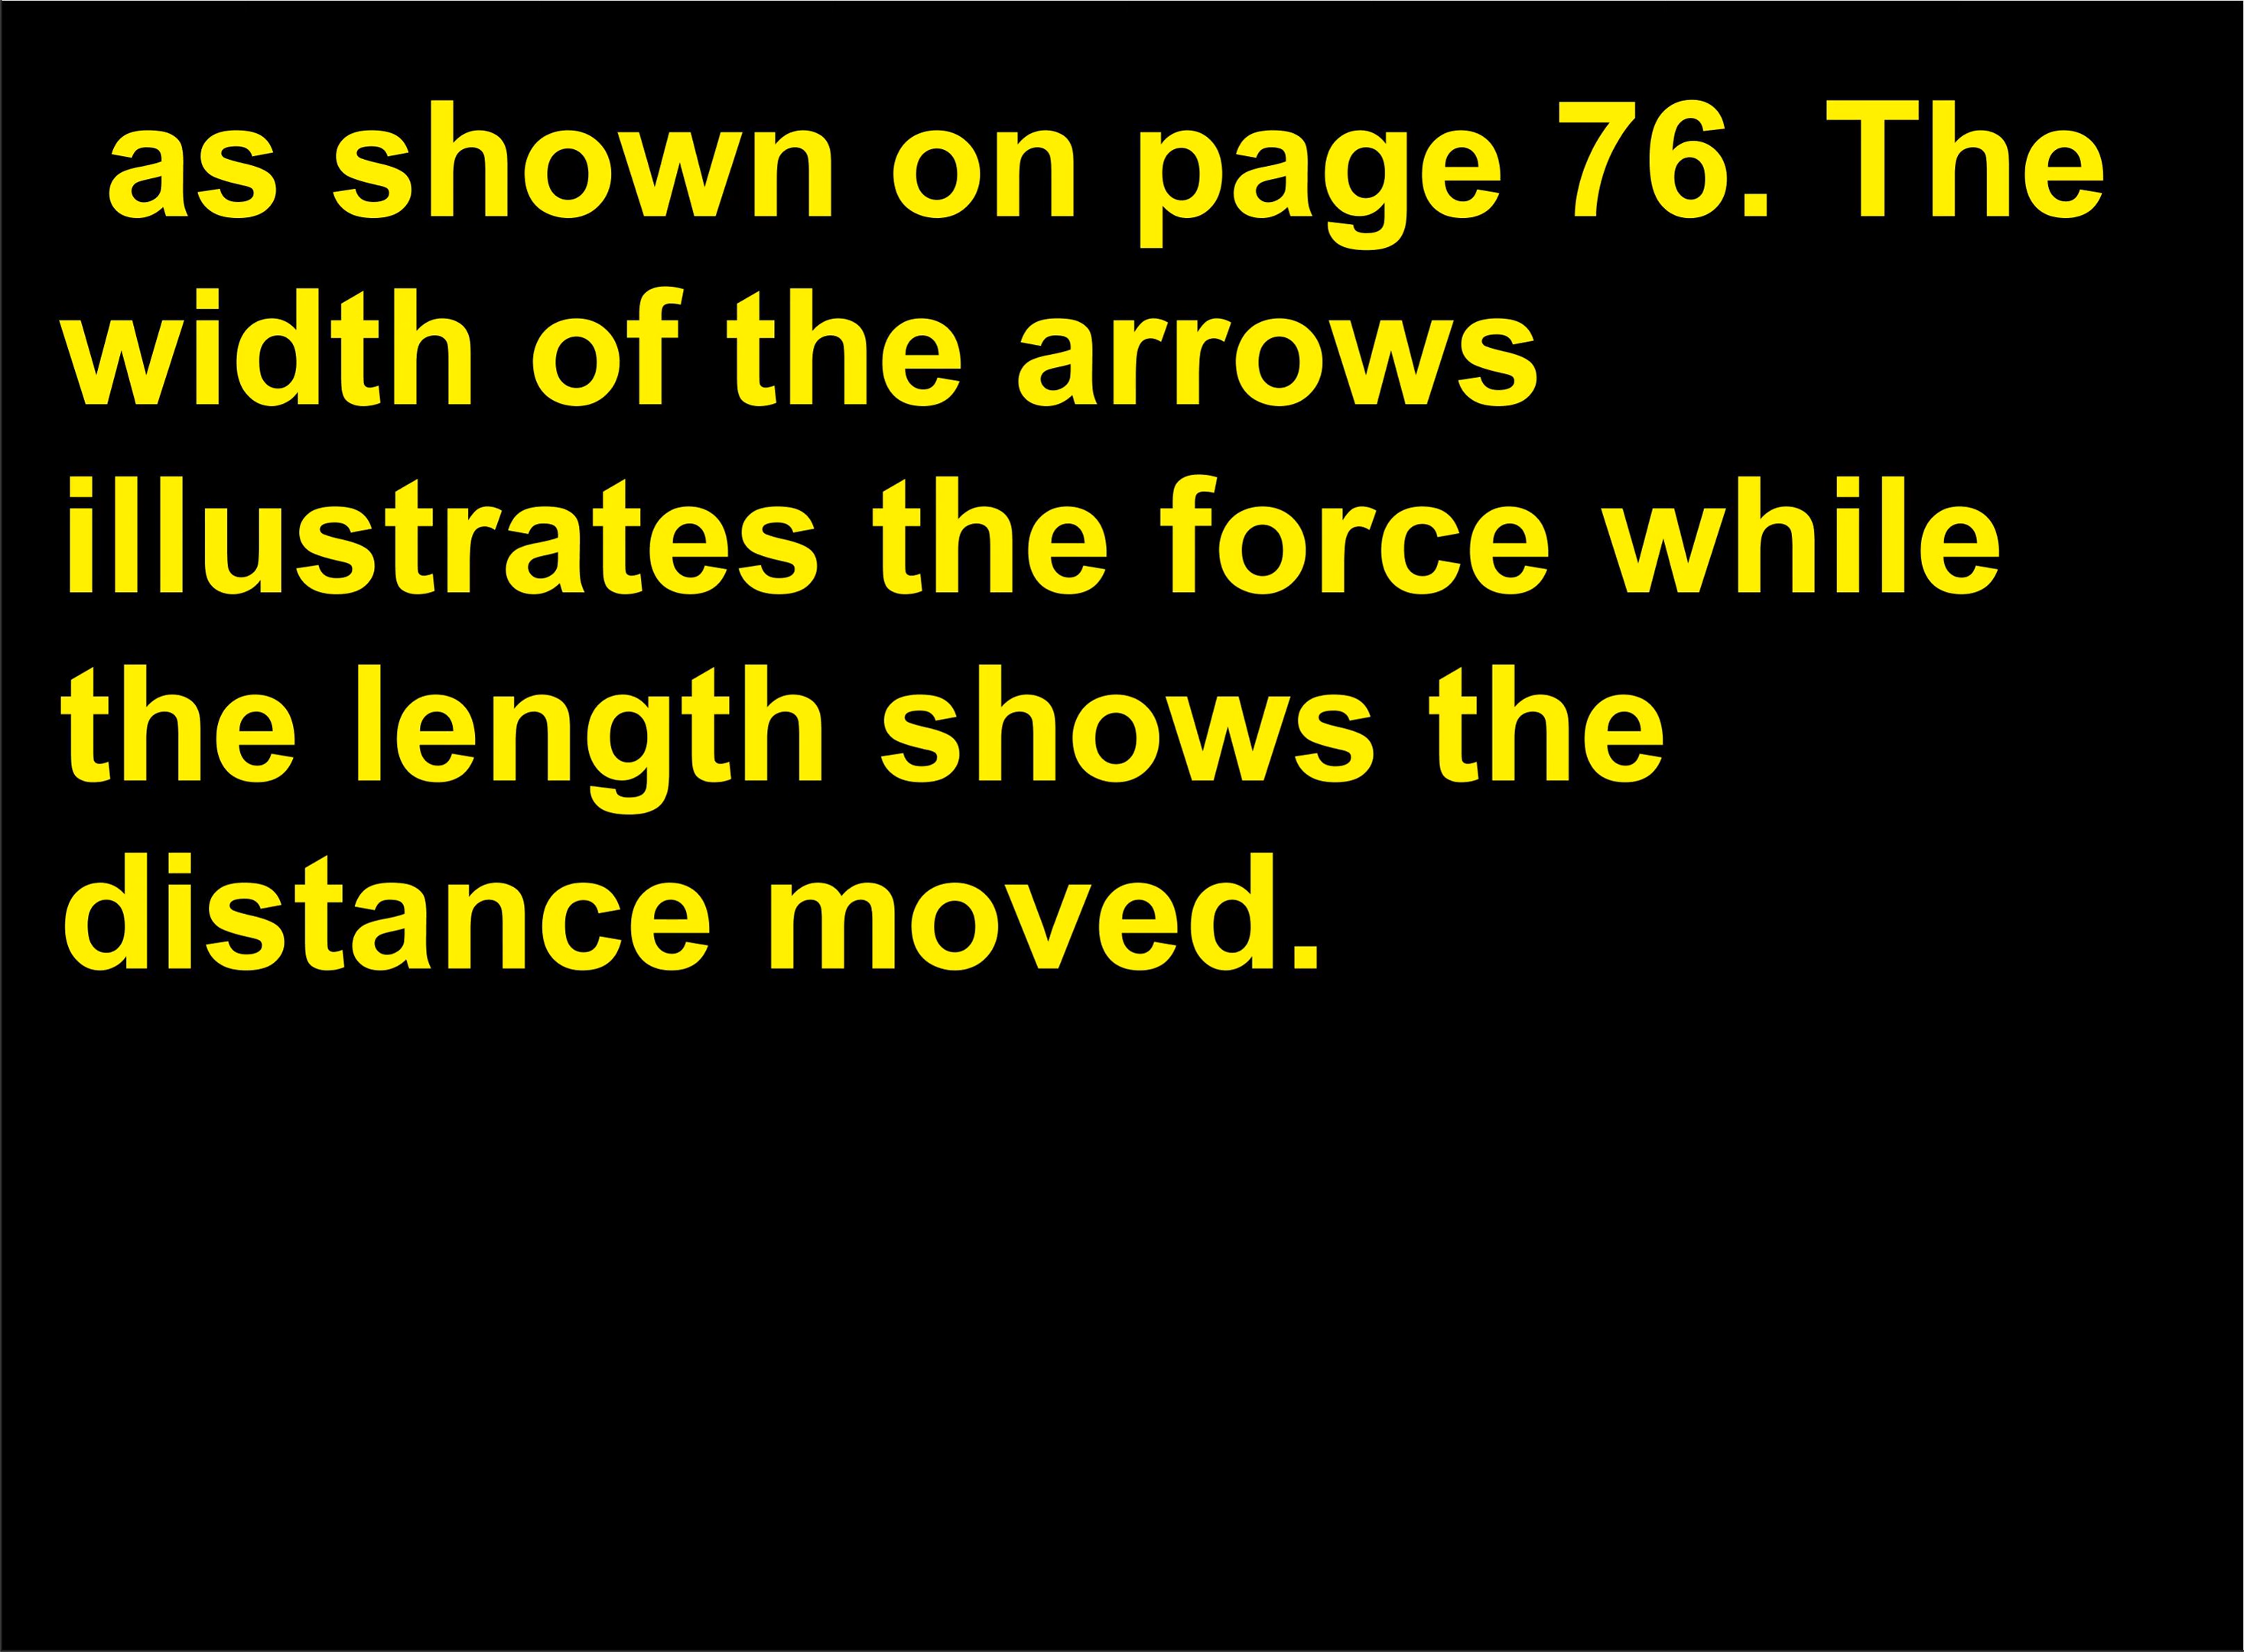 as shown on page 76. The
width of the arrows
illustrates the force while
the length shows the
distance moved.